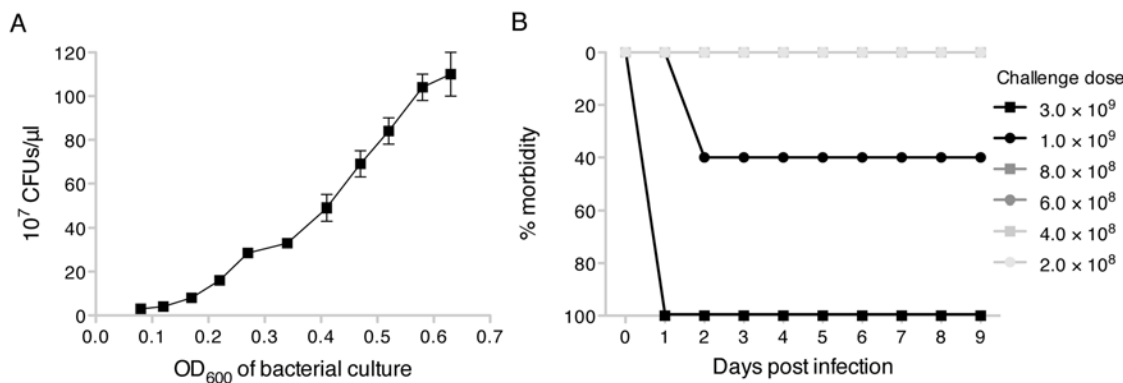 A
120
100
80
60
40
20
0
10⁷ CFUs/µl
0.0 0.1 0.2 0.3 0.4 0.5 0.6 0.7
OD₆₀₀ of bacterial culture
B
0
20
40
60
80
100
% morbidity
0 1 2 3 4 5 6 7 8 9
Days post infection
Challenge dose
3.0 × 10⁹
1.0 × 10⁹
8.0 × 10⁸
6.0 × 10⁸
4.0 × 10⁸
2.0 × 10⁸